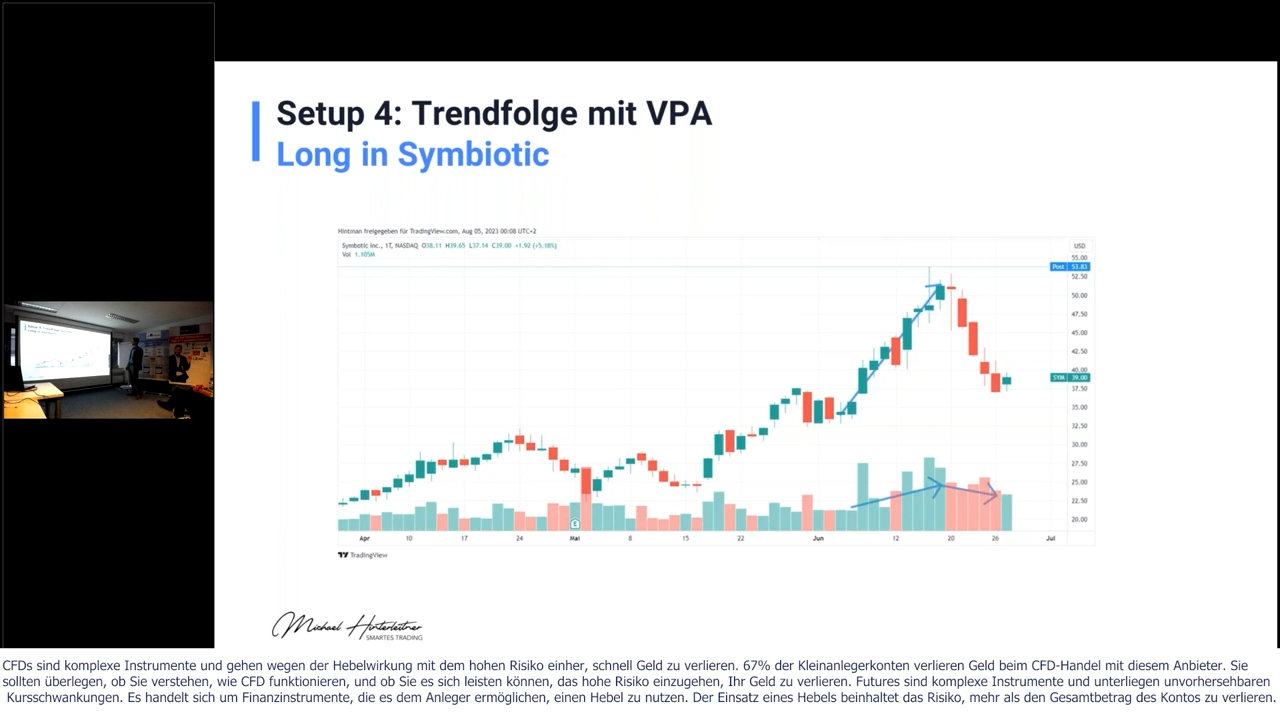 Setup 4: Trendfolge mit VPA
Long in Symbiotic
Hintman freigegeben für TradingView.com, Aug 05, 2023 00:08 UTC+2
Symbotic Inc., 1T, NASDAQ O38.11 H39.65 L37.14 C39.00 +1.92 (+5.18%)
Vol 1.105M
USD
55.00
Post 53.83
52.50
50.00
47.50
45.00
42.50
40.00
SYM 39.00
37.50
35.00
32.50
30.00
27.50
25.00
22.50
20.00
E
Apr 10 17 24 Mai 8 15 22 Jun 12 20 26 Jul
TradingView
Michael Hinterleitner
SMARTES TRADING
Setup 4: Trendfolge mit VPA
Long in Symbiotic
CFDs sind komplexe Instrumente und gehen wegen der Hebelwirkung mit dem hohen Risiko einher, schnell Geld zu verlieren. 67% der Kleinanlegerkonten verlieren Geld beim CFD-Handel mit diesem Anbieter. Sie
sollten überlegen, ob Sie verstehen, wie CFD funktionieren, und ob Sie es sich leisten können, das hohe Risiko einzugehen, Ihr Geld zu verlieren. Futures sind komplexe Instrumente und unterliegen unvorhersehbaren
Kursschwankungen. Es handelt sich um Finanzinstrumente, die es dem Anleger ermöglichen, einen Hebel zu nutzen. Der Einsatz eines Hebels beinhaltet das Risiko, mehr als den Gesamtbetrag des Kontos zu verlieren.